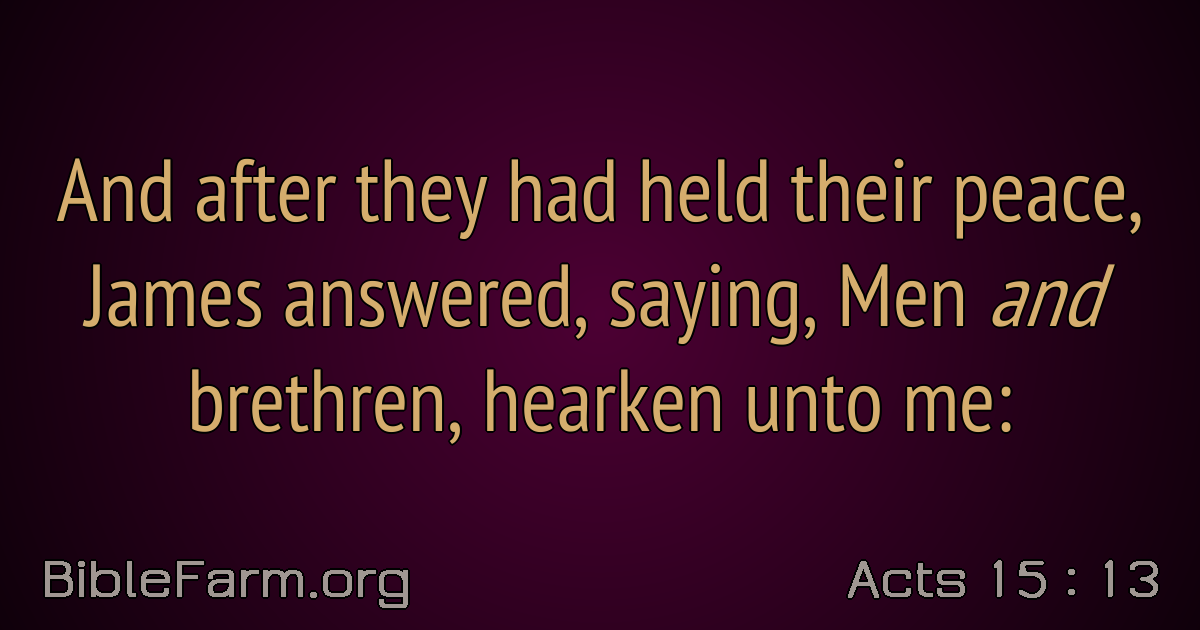 And after they had held their peace,
James answered, saying, Men and
brethren, hearken unto me:
BibleFarm.org
Acts 15 : 13